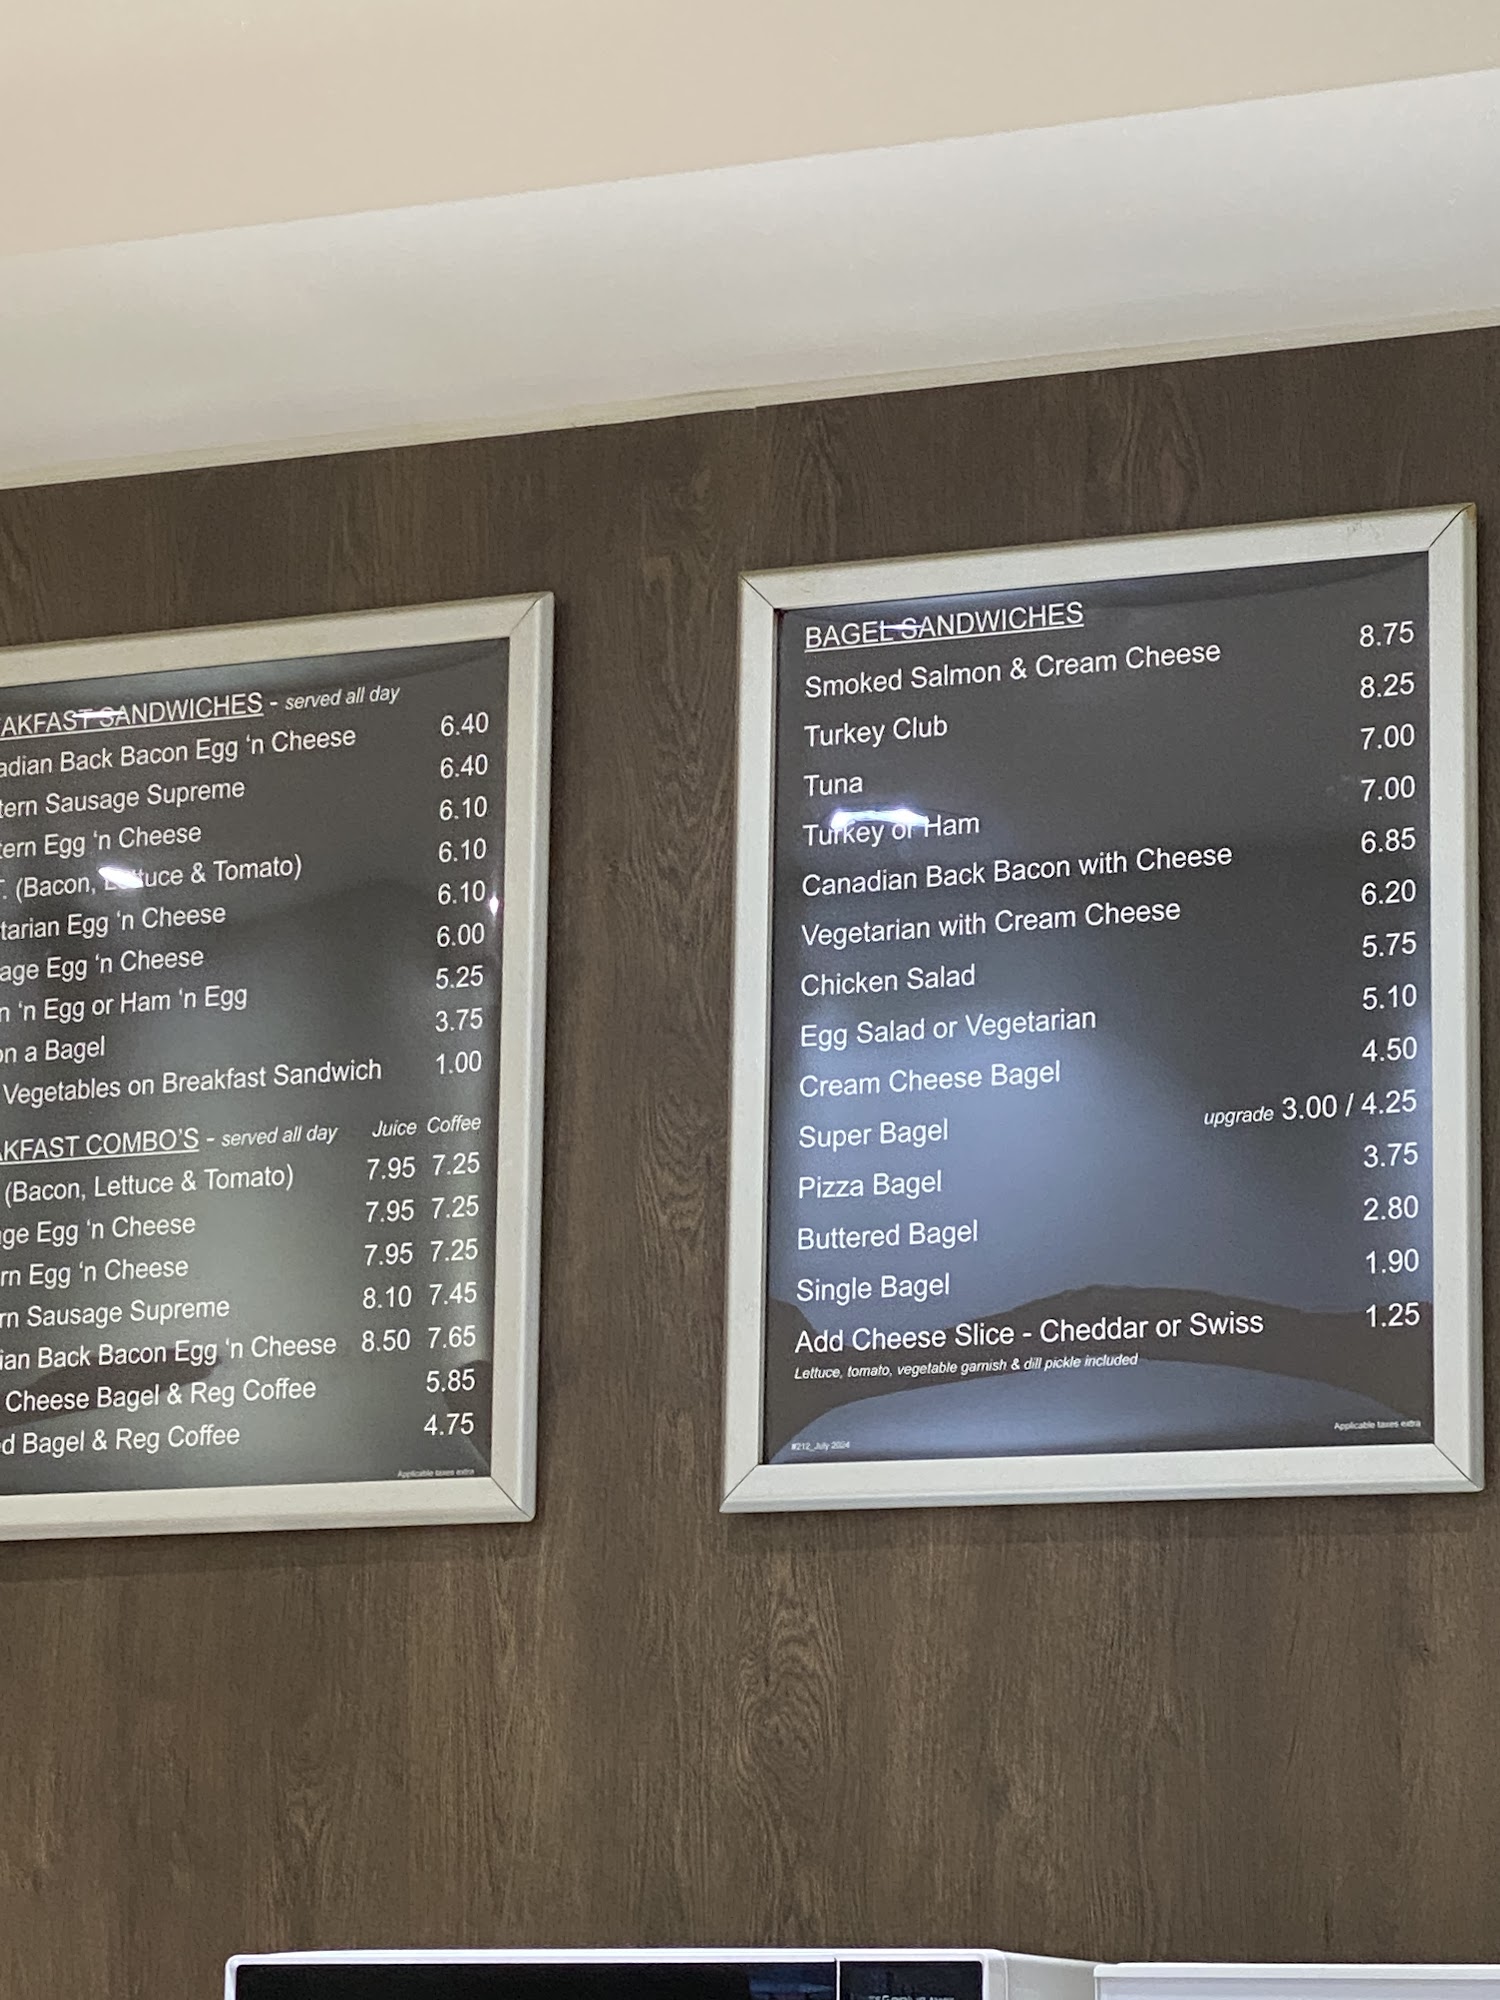 AKFAST SANDWICHES - served all day
adian Back Bacon Egg 'n Cheese 6.40
tern Sausage Supreme 6.40
tern Egg 'n Cheese 6.10
T. (Bacon, Lettuce & Tomato) 6.10
tarian Egg 'n Cheese 6.10
age Egg 'n Cheese 6.00
n 'n Egg or Ham 'n Egg 5.25
on a Bagel 3.75
Vegetables on Breakfast Sandwich 1.00
AKFAST COMBO'S - served all day Juice Coffee
(Bacon, Lettuce & Tomato) 7.95 7.25
ge Egg 'n Cheese 7.95 7.25
rn Egg 'n Cheese 7.95 7.25
rn Sausage Supreme 8.10 7.45
ian Back Bacon Egg 'n Cheese 8.50 7.65
Cheese Bagel & Reg Coffee 5.85
d Bagel & Reg Coffee 4.75
Applicable taxes extra
BAGEL SANDWICHES
Smoked Salmon & Cream Cheese 8.75
Turkey Club 8.25
Tuna 7.00
Turkey or Ham 7.00
Canadian Back Bacon with Cheese 6.85
Vegetarian with Cream Cheese 6.20
Chicken Salad 5.75
Egg Salad or Vegetarian 5.10
Cream Cheese Bagel 4.50
Super Bagel upgrade 3.00 / 4.25
Pizza Bagel 3.75
Buttered Bagel 2.80
Single Bagel 1.90
Add Cheese Slice - Cheddar or Swiss 1.25
Lettuce, tomato, vegetable garnish & dill pickle included
Applicable taxes extra
#212_July 2024